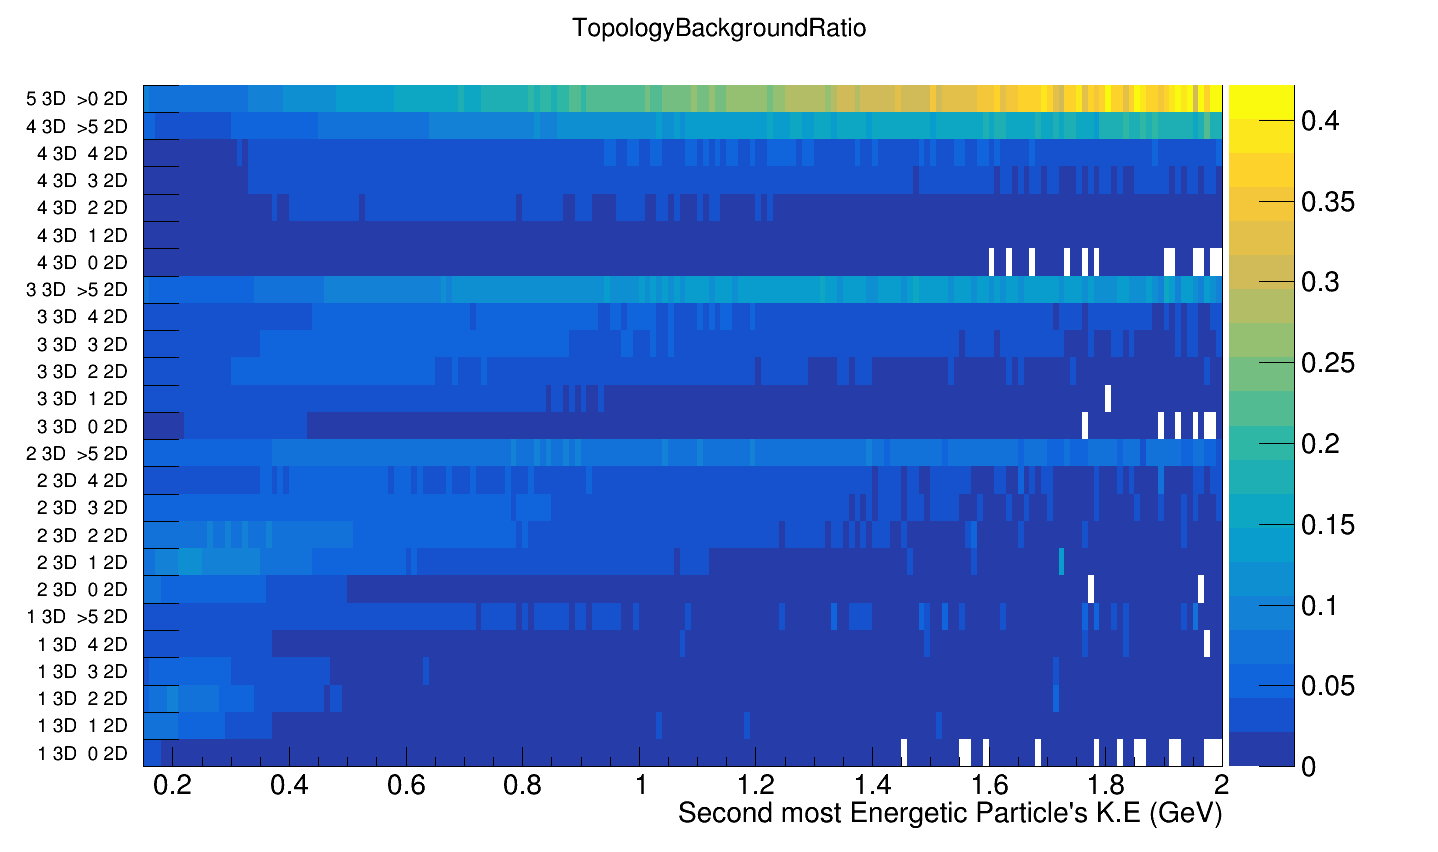 TopologyBackgroundRatio
5 3D >0 2D
4 3D >5 2D
4 3D 4 2D
4 3D 3 2D
4 3D 2 2D
4 3D 1 2D
4 3D 0 2D
3 3D >5 2D
3 3D 4 2D
3 3D 3 2D
3 3D 2 2D
3 3D 1 2D
3 3D 0 2D
2 3D >5 2D
2 3D 4 2D
2 3D 3 2D
2 3D 2 2D
2 3D 1 2D
2 3D 0 2D
1 3D >5 2D
1 3D 4 2D
1 3D 3 2D
1 3D 2 2D
1 3D 1 2D
1 3D 0 2D
0.4
0.35
0.3
0.25
0.2
0.15
0.1
0.05
0
0.2 0.4 0.6 0.8 1 1.2 1.4 1.6 1.8 2
Second most Energetic Particle's K.E (GeV)